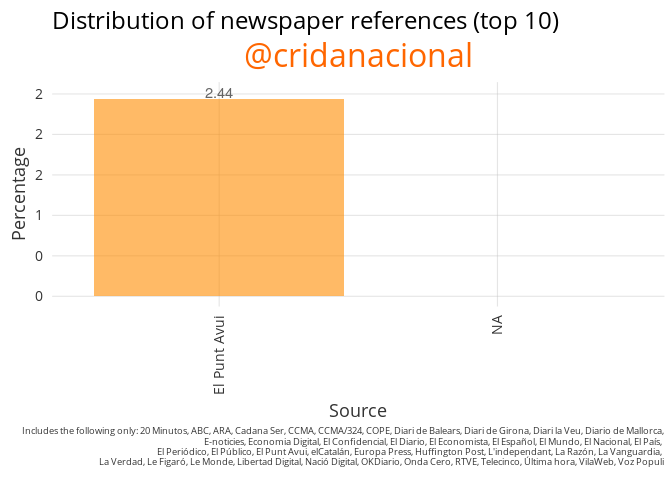 Distribution of newspaper references (top 10)
@cridanacional
2.44
2
2
2
1
0
0
Percentage
El Punt Avui
NA
Source
Includes the following only: 20 Minutos, ABC, ARA, Cadana Ser, CCMA, CCMA/324, COPE, Diari de Balears, Diari de Girona, Diari la Veu, Diario de Mallorca,
E-noticies, Economia Digital, El Confidencial, El Diario, El Economista, El Español, El Mundo, El Nacional, El País,
El Periódico, El Público, El Punt Avui, elCatalán, Europa Press, Huffington Post, L'independant, La Razón, La Vanguardia,
La Verdad, Le Figaró, Le Monde, Libertad Digital, Nació Digital, OKDiario, Onda Cero, RTVE, Telecinco, Última hora, VilaWeb, Voz Populi